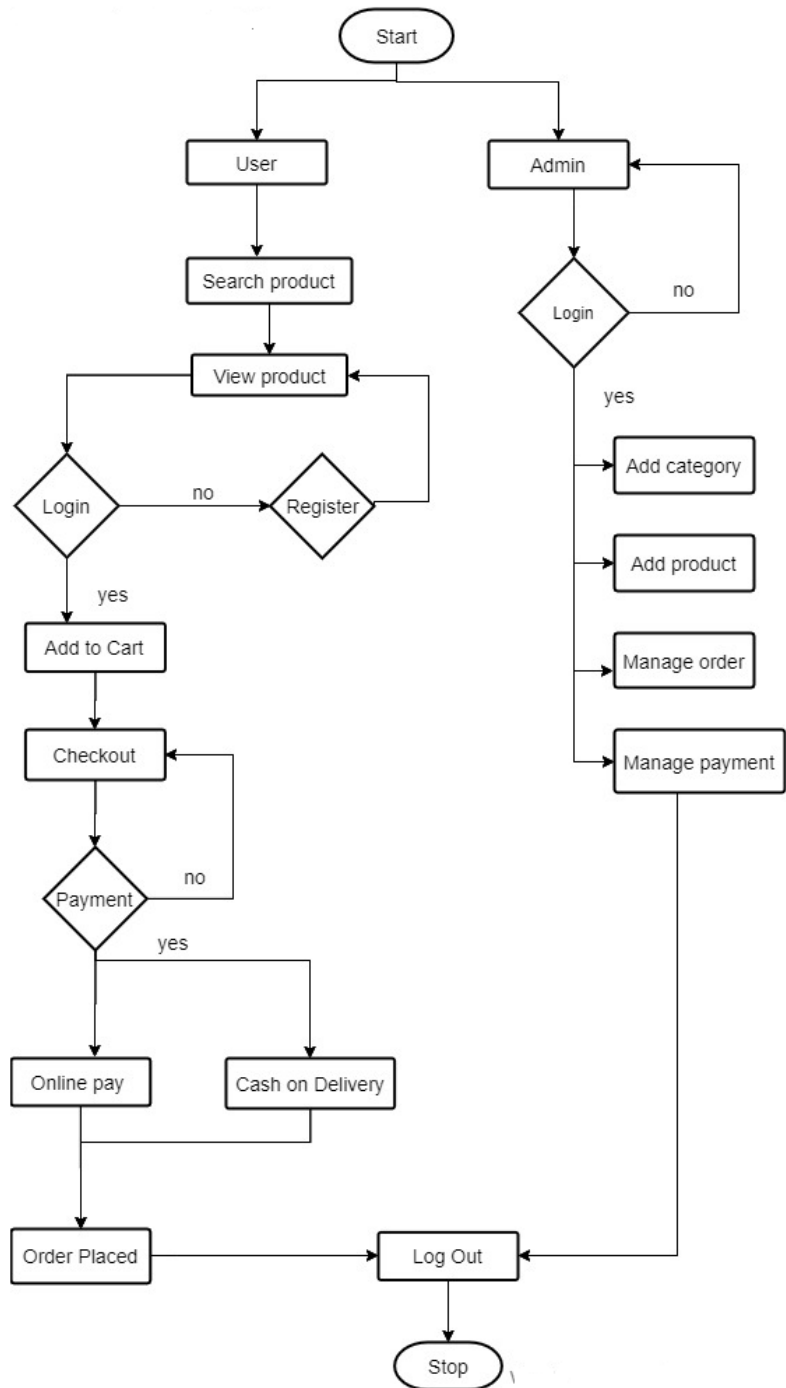 Start
User
Admin
Search product
Login
no
View product
yes
Login
no
Register
Add category
yes
Add product
Add to Cart
Manage order
Checkout
Manage payment
Payment
no
yes
Online pay
Cash on Delivery
Order Placed
Log Out
Stop